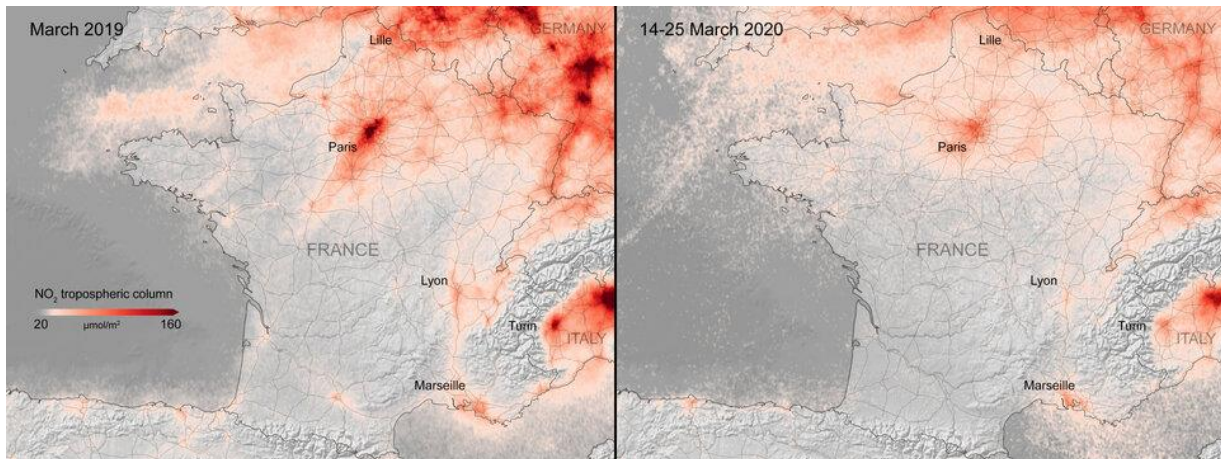 March 2019
Lille
GERMANY
Paris
FRANCE
Lyon
NO₂ tropospheric column
20 µmol/m² 160
Turin
ITALY
Marseille
14-25 March 2020
Lille
GERMANY
Paris
FRANCE
Lyon
Turin
ITALY
Marseille